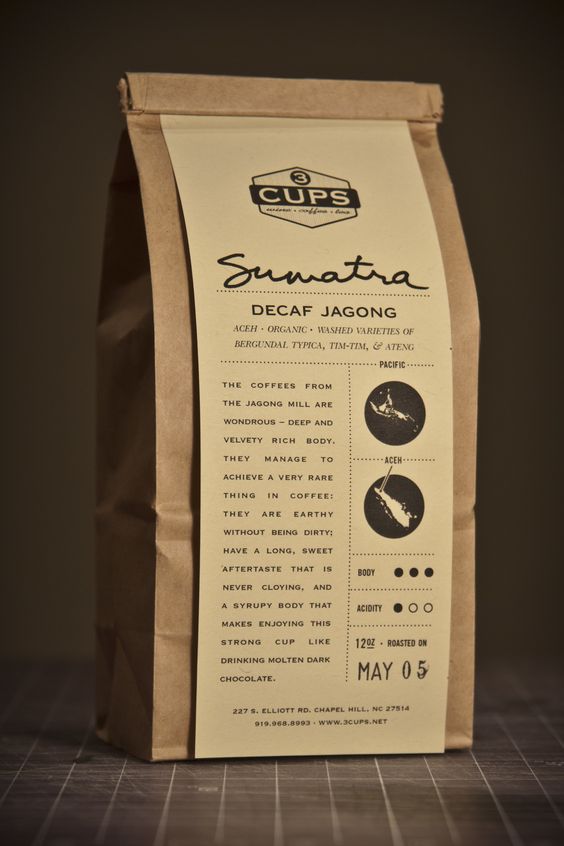 3
CUPS
wine • coffee • tea
Sumatra
DECAF JAGONG
ACEH • ORGANIC • WASHED VARIETIES OF
BERGUNDAL TYPICA, TIM-TIM, & ATENG
THE COFFEES FROM
THE JAGONG MILL ARE
WONDROUS – DEEP AND
VELVETY RICH BODY.
THEY MANAGE TO
ACHIEVE A VERY RARE
THING IN COFFEE:
THEY ARE EARTHY
WITHOUT BEING DIRTY;
HAVE A LONG, SWEET
AFTERTASTE THAT IS
NEVER CLOYING, AND
A SYRUPY BODY THAT
MAKES ENJOYING THIS
STRONG CUP LIKE
DRINKING MOLTEN DARK
CHOCOLATE.
PACIFIC
ACEH
BODY
ACIDITY
12OZ • ROASTED ON
MAY 05
227 S. ELLIOTT RD. CHAPEL HILL, NC 27514
919.968.8993 • WWW.3CUPS.NET